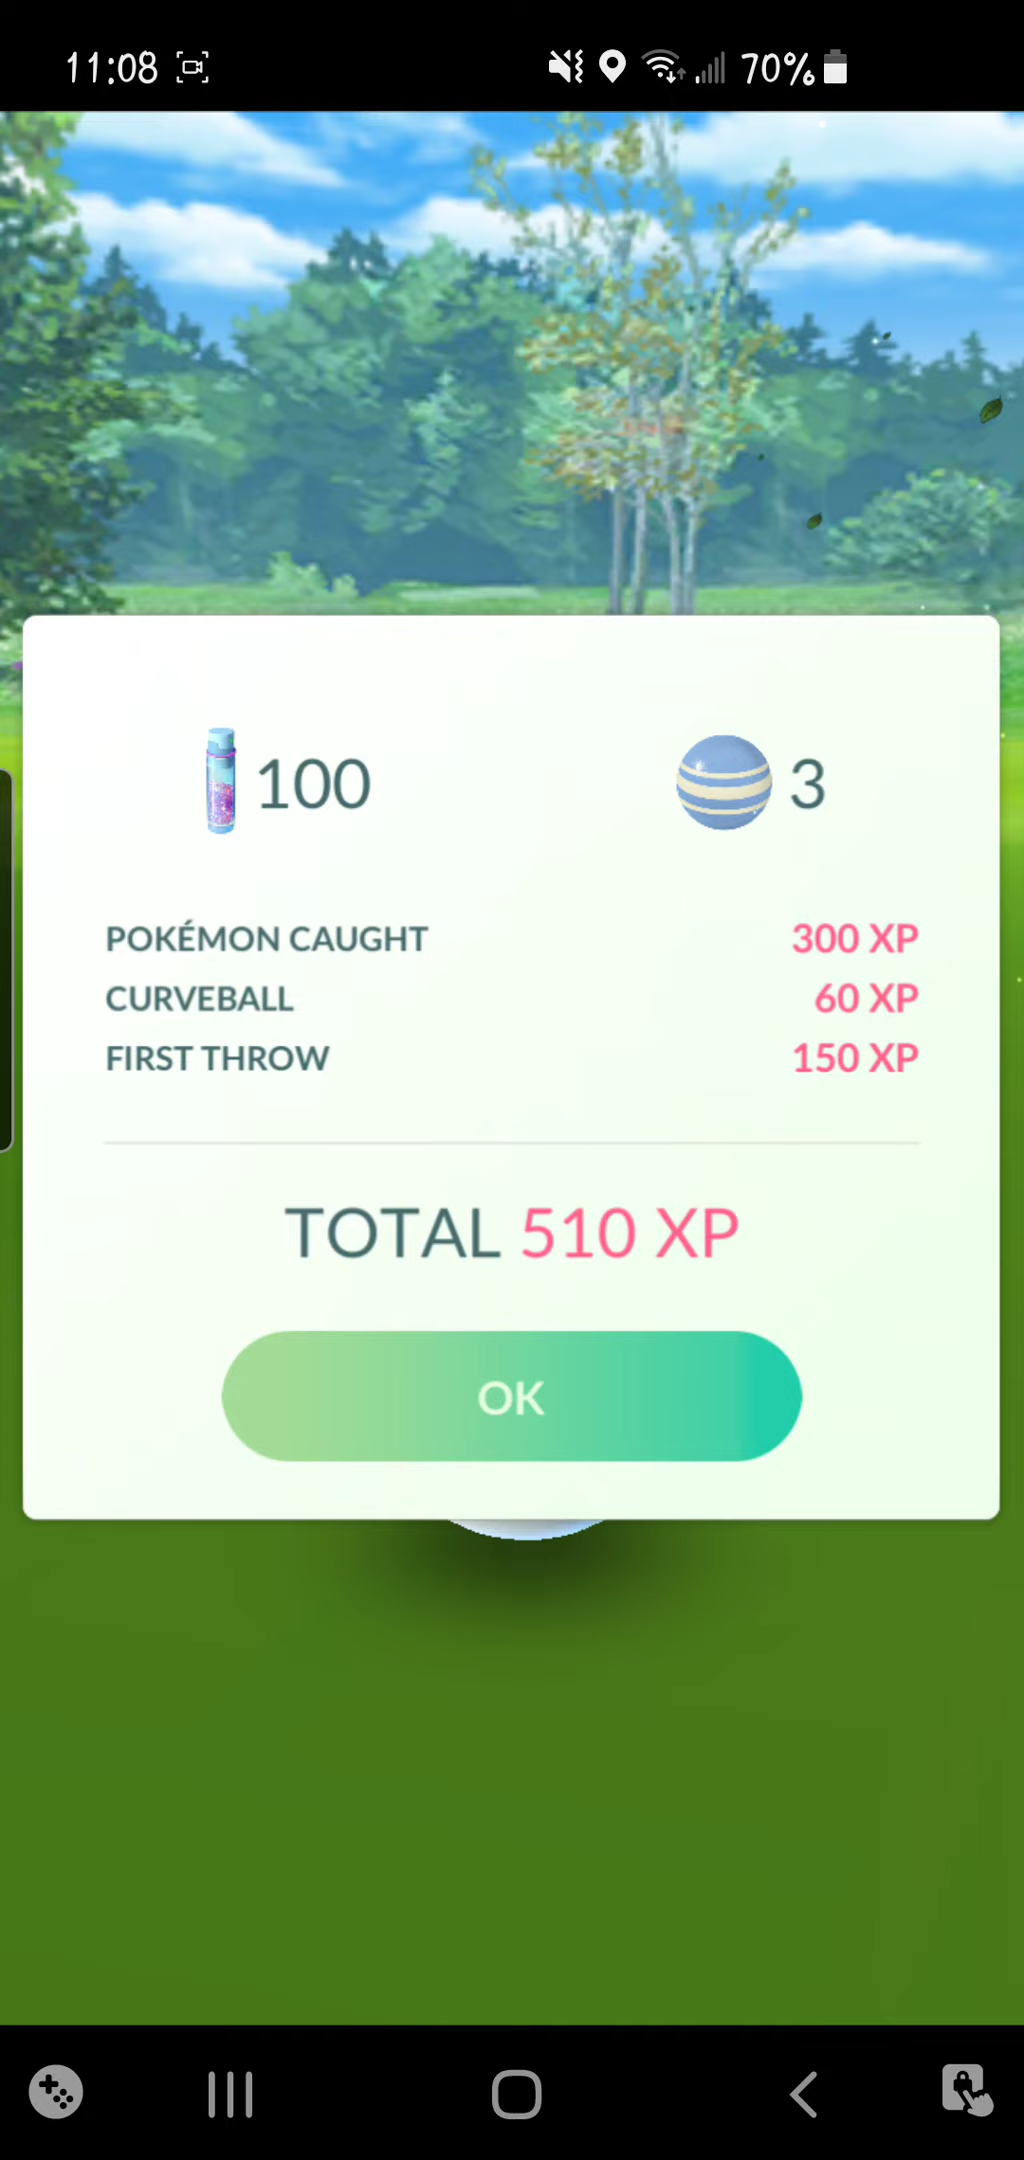 11:08
70%
100
3
POKÉMON CAUGHT 300 XP
CURVEBALL 60 XP
FIRST THROW 150 XP
TOTAL 510 XP
OK